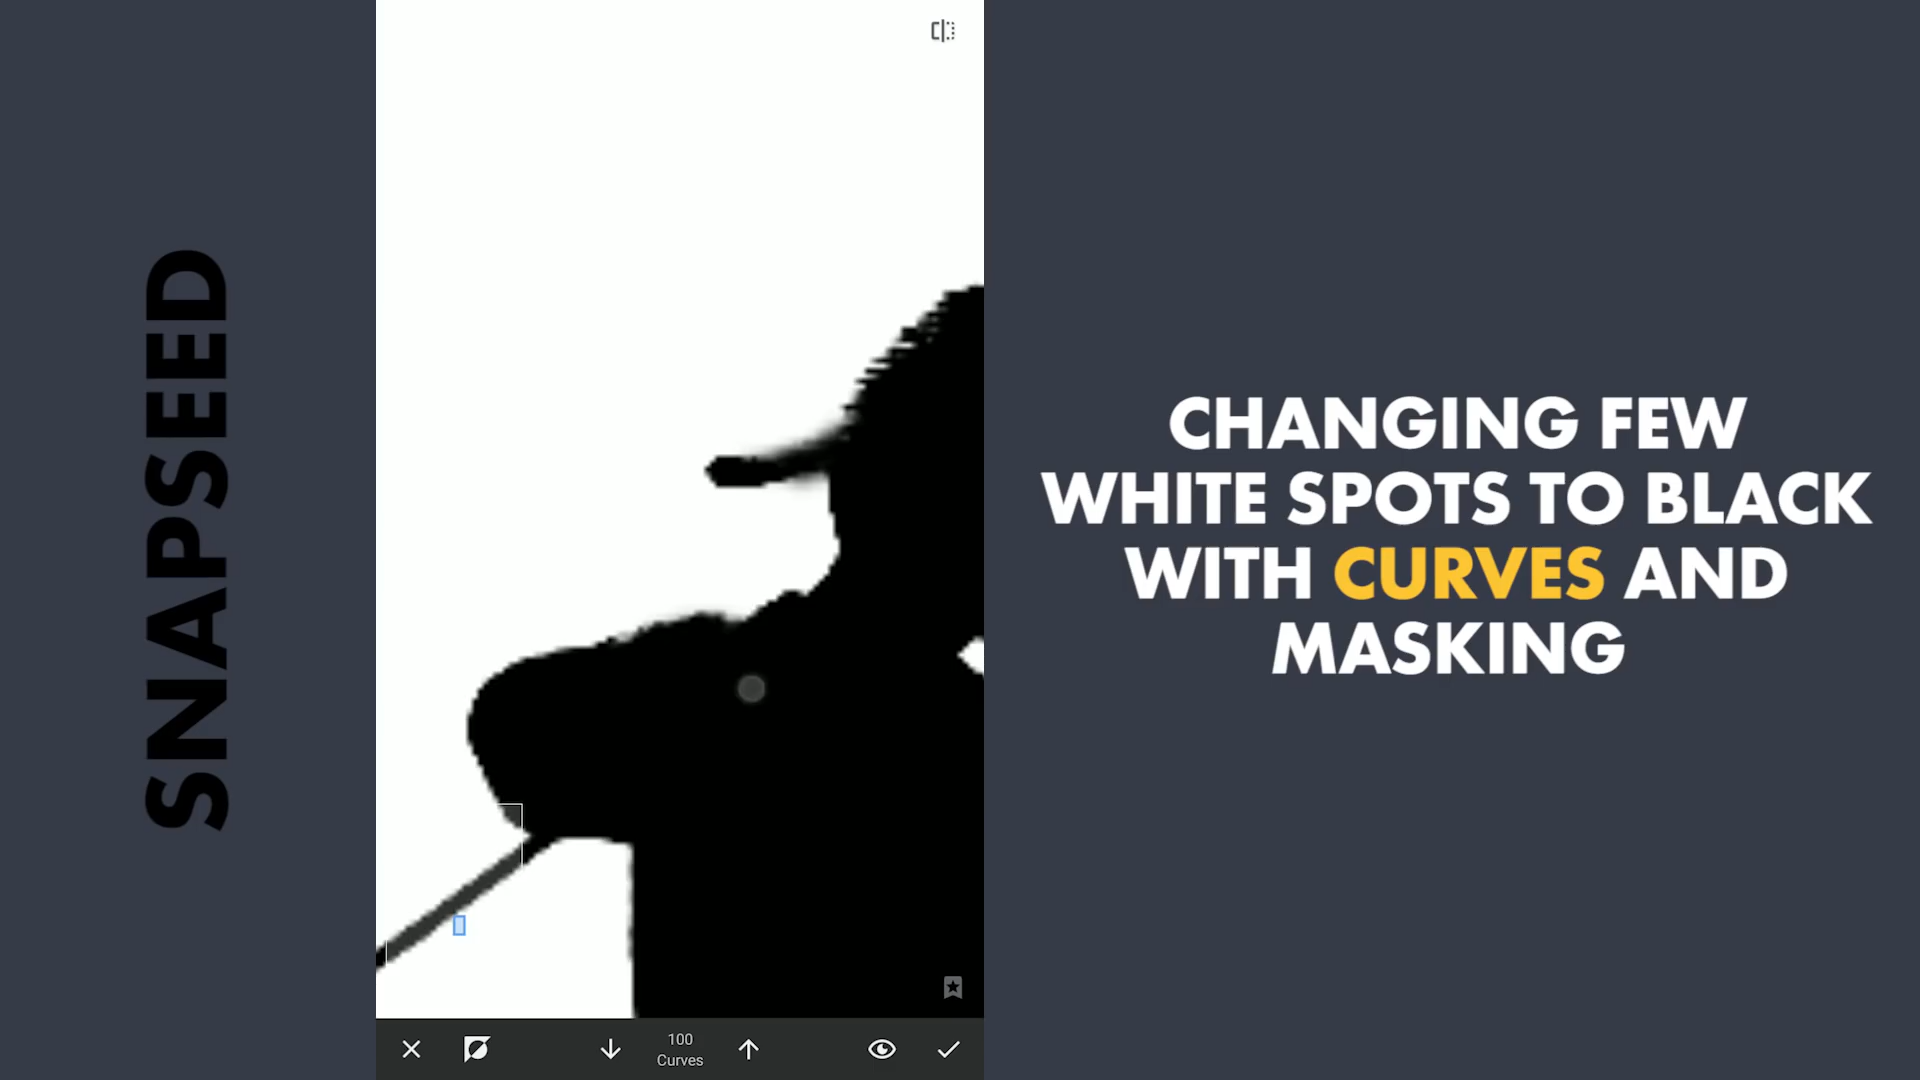 SNAPSEED
CHANGING FEW
WHITE SPOTS TO BLACK
WITH CURVES AND
MASKING
100
Curves